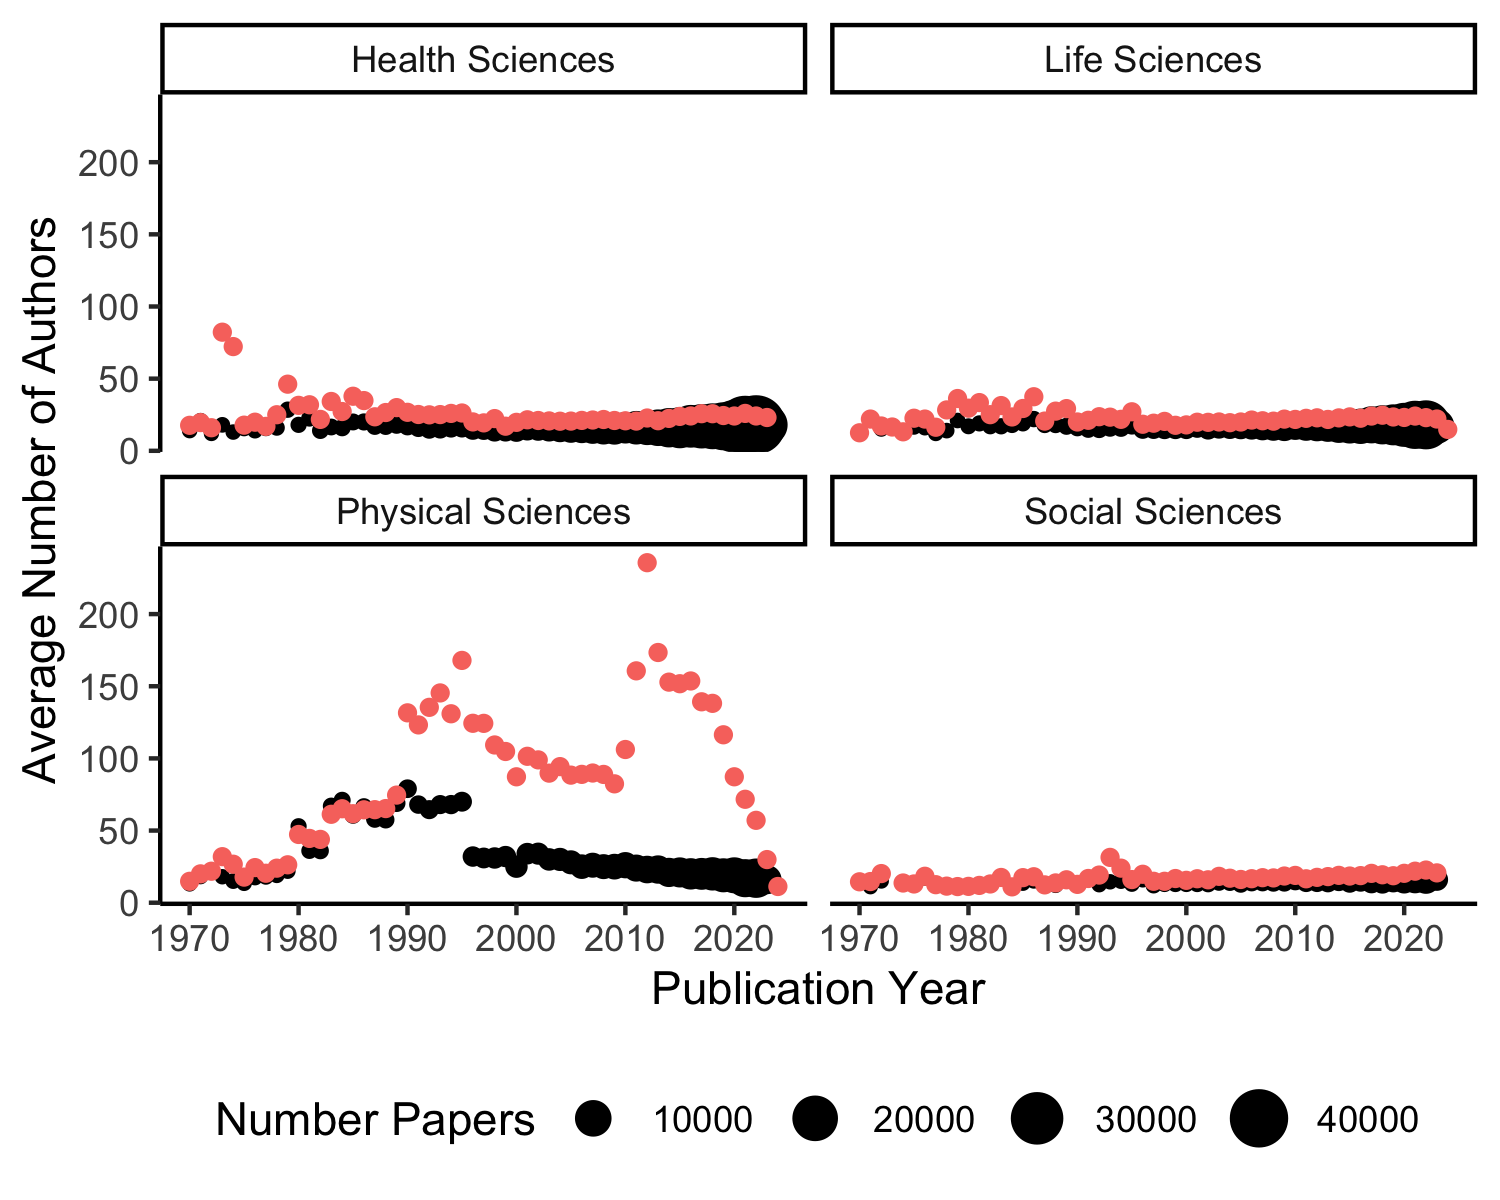 Health Sciences
Life Sciences
200
150
100
50
0
Physical Sciences
Social Sciences
200
150
100
50
0
Average Number of Authors
1970 1980 1990 2000 2010 2020
1970 1980 1990 2000 2010 2020
Publication Year
Number Papers 10000 20000 30000 40000